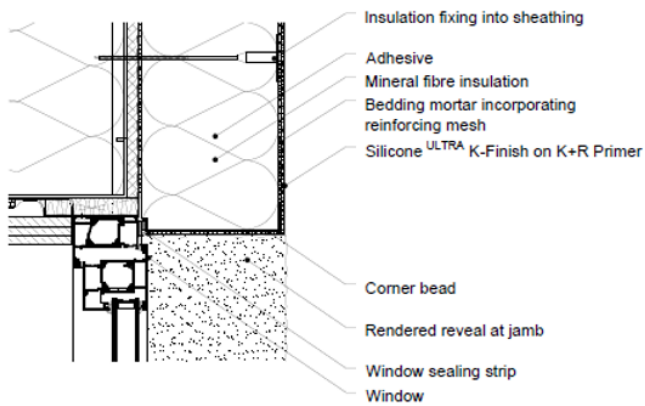 Insulation fixing into sheathing
Adhesive
Mineral fibre insulation
Bedding mortar incorporating
reinforcing mesh
Silicone ULTRA K-Finish on K+R Primer
Corner bead
Rendered reveal at jamb
Window sealing strip
Window